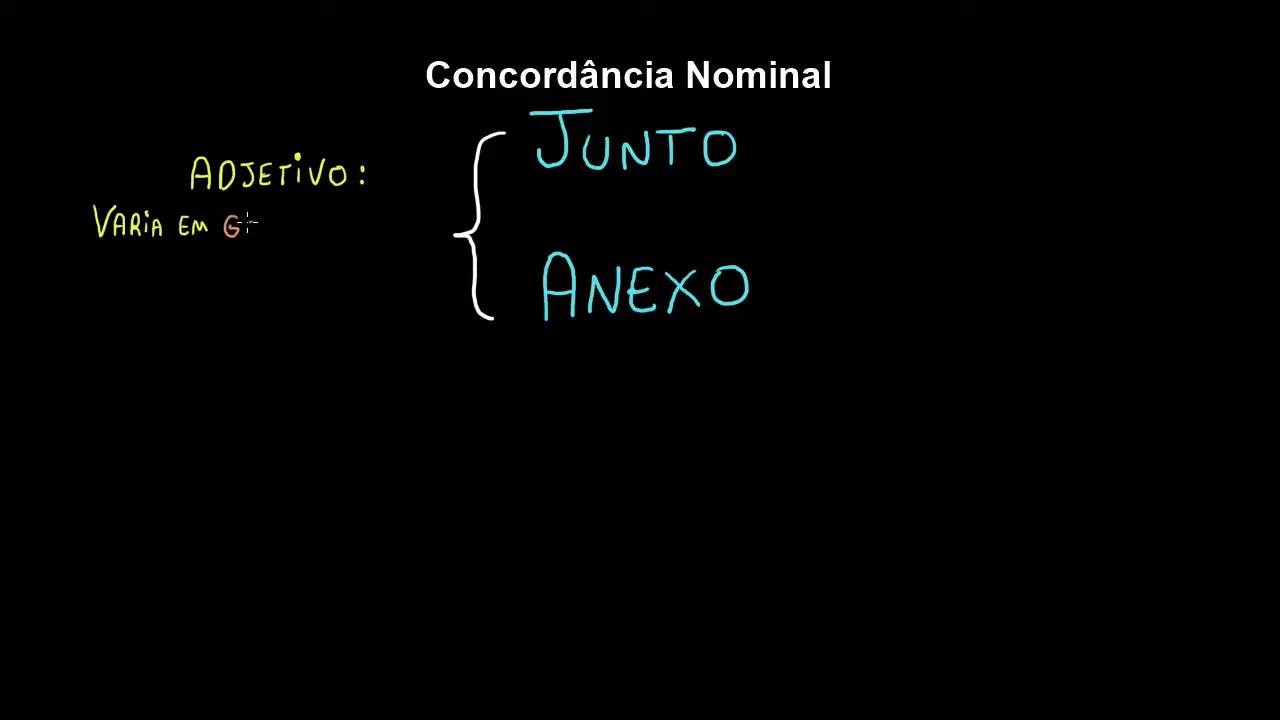 Concordância Nominal
JUNTO
ADJETIVO:
VARIA EM G
ANEXO